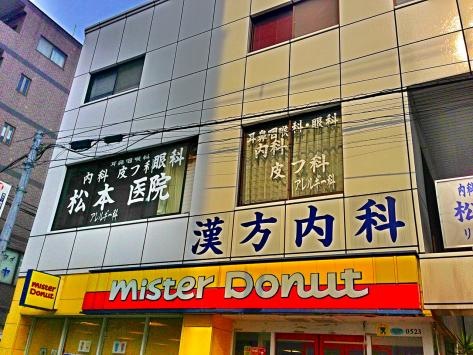 耳鼻咽喉科
内科 皮フ科 眼科
松本 医院
アレルギー科
耳鼻咽喉科・眼科
内科
皮フ科
アレルギー科
漢方内科
内科
松
リ
mister Donut
mister
Donut
0523